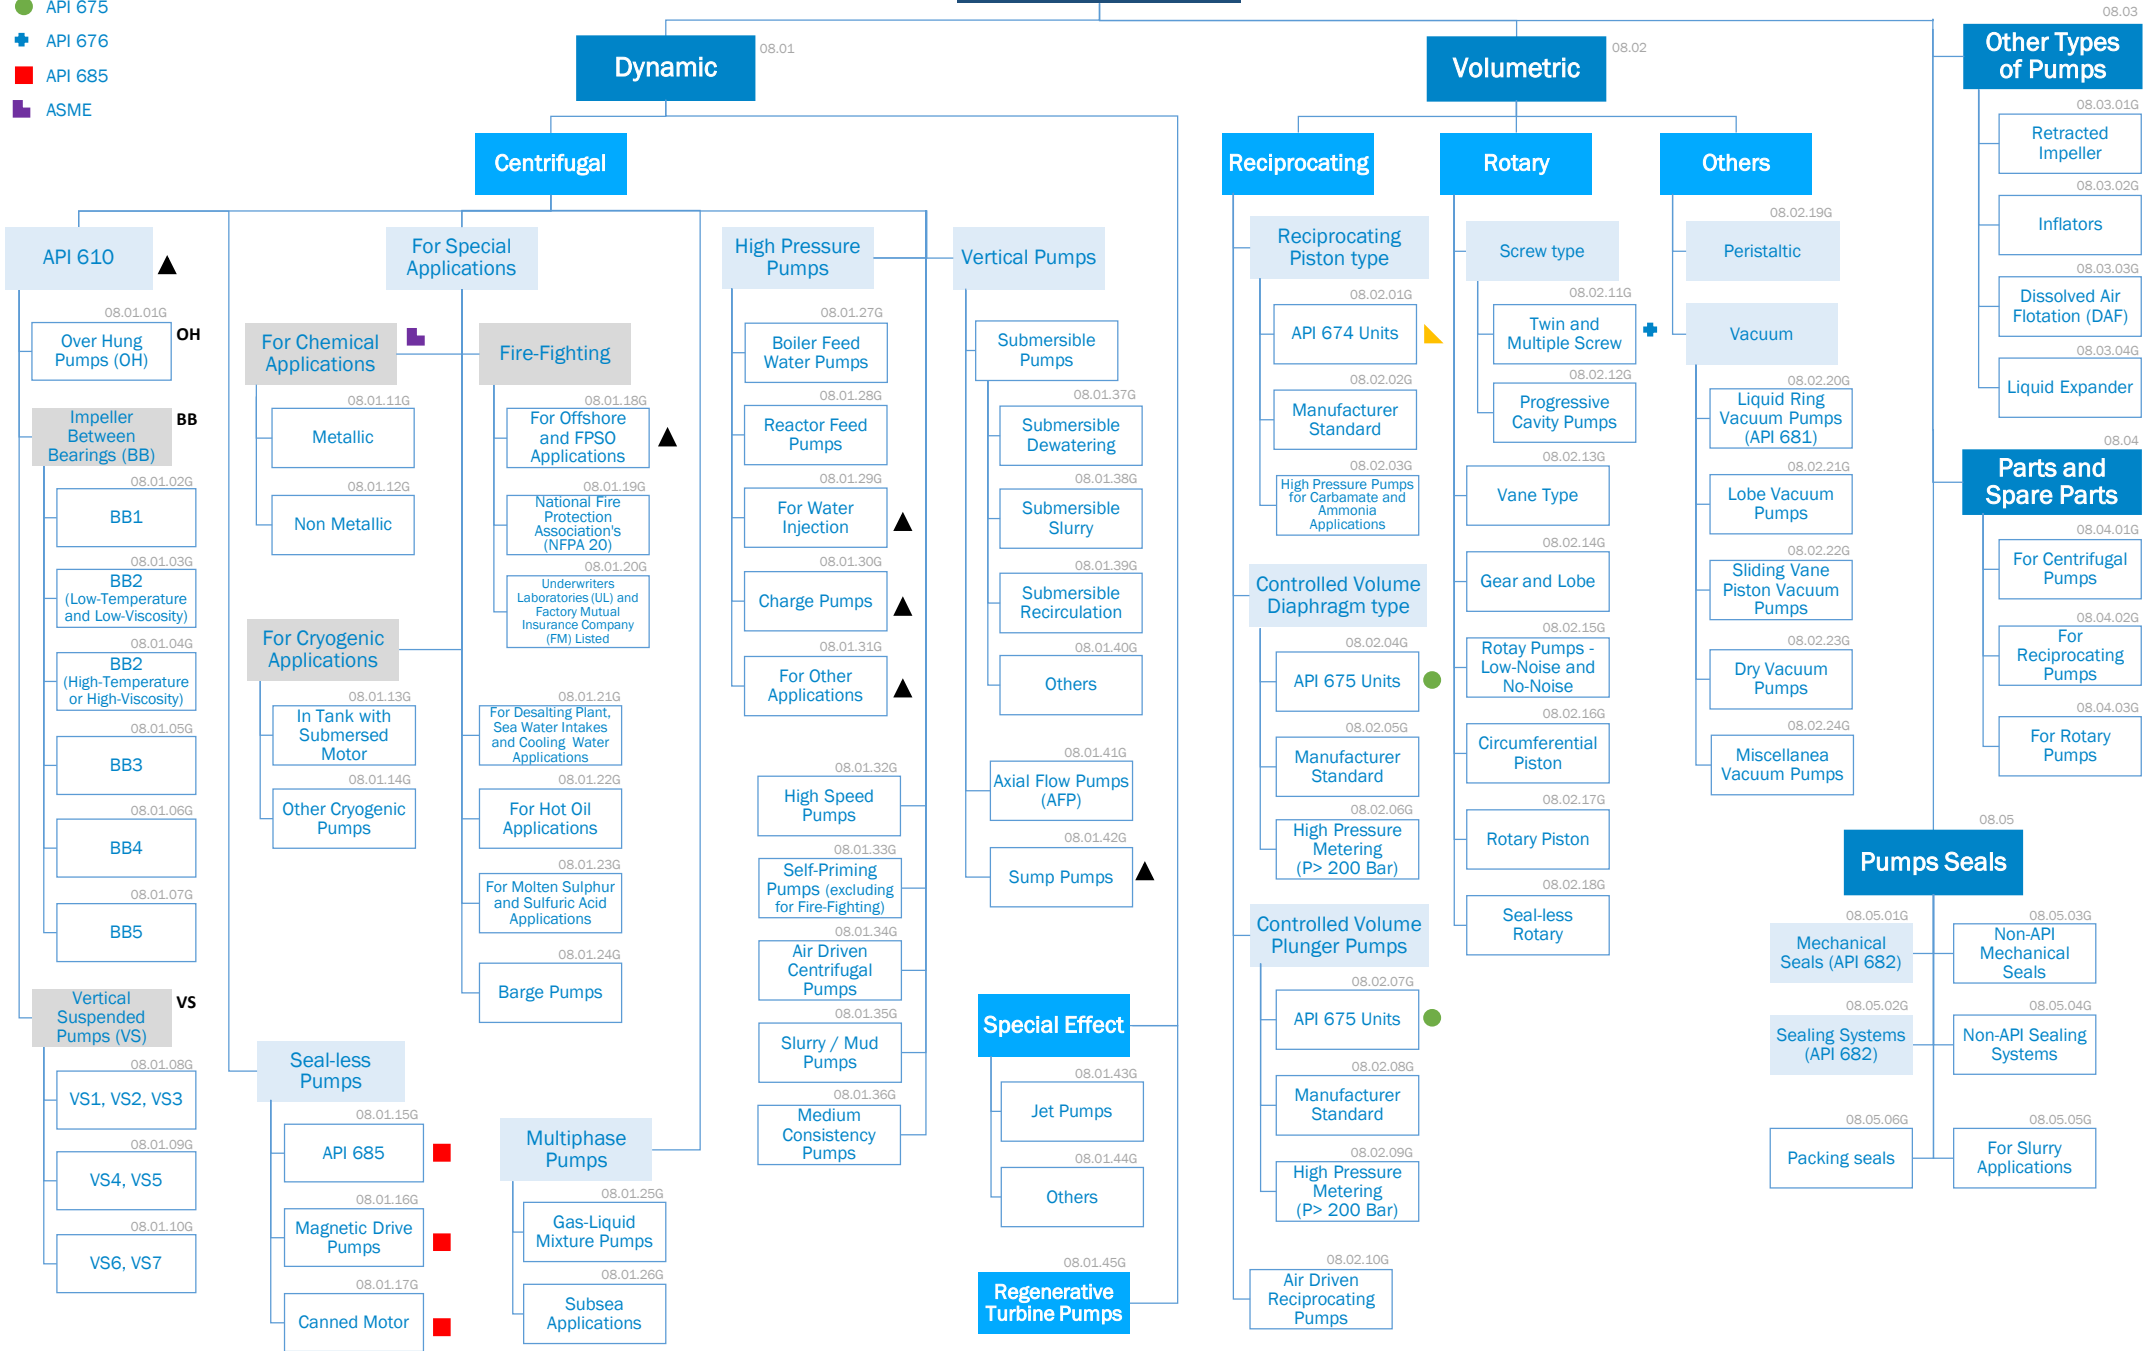 API 675
API 676
API 685
ASME
08.01
Dynamic
08.02
Volumetric
08.03
Other Types
of Pumps
Centrifugal
API 610
08.01.01G
Over Hung
Pumps (OH)
OH
Impeller
Between
Bearings (BB)
BB
08.01.02G
BB1
08.01.03G
BB2
(Low-Temperature
and Low-Viscosity)
08.01.04G
BB2
(High-Temperature
or High-Viscosity)
08.01.05G
BB3
08.01.06G
BB4
08.01.07G
BB5
Vertical
Suspended
Pumps (VS)
VS
08.01.08G
VS1, VS2, VS3
08.01.09G
VS4, VS5
08.01.10G
VS6, VS7
For Special
Applications
For Chemical
Applications
08.01.11G
Metallic
08.01.12G
Non Metallic
For Cryogenic
Applications
08.01.13G
In Tank with
Submersed
Motor
08.01.14G
Other Cryogenic
Pumps
Seal-less
Pumps
08.01.15G
API 685
08.01.16G
Magnetic Drive
Pumps
08.01.17G
Canned Motor
Fire-Fighting
08.01.18G
For Offshore
and FPSO
Applications
08.01.19G
National Fire
Protection
Association's
(NFPA 20)
08.01.20G
Underwriters
Laboratories (UL) and
Factory Mutual
Insurance Company
(FM) Listed
08.01.21G
For Desalting Plant,
Sea Water Intakes
and Cooling Water
Applications
08.01.22G
For Hot Oil
Applications
08.01.23G
For Molten Sulphur
and Sulfuric Acid
Applications
08.01.24G
Barge Pumps
Multiphase
Pumps
08.01.25G
Gas-Liquid
Mixture Pumps
08.01.26G
Subsea
Applications
High Pressure
Pumps
08.01.27G
Boiler Feed
Water Pumps
08.01.28G
Reactor Feed
Pumps
08.01.29G
For Water
Injection
08.01.30G
Charge Pumps
08.01.31G
For Other
Applications
08.01.32G
High Speed
Pumps
08.01.33G
Self-Priming
Pumps (excluding
for Fire-Fighting)
08.01.34G
Air Driven
Centrifugal
Pumps
08.01.35G
Slurry / Mud
Pumps
08.01.36G
Medium
Consistency
Pumps
Vertical Pumps
Submersible
Pumps
08.01.37G
Submersible
Dewatering
08.01.38G
Submersible
Slurry
08.01.39G
Submersible
Recirculation
08.01.40G
Others
08.01.41G
Axial Flow Pumps
(AFP)
08.01.42G
Sump Pumps
Special Effect
08.01.43G
Jet Pumps
08.01.44G
Others
08.01.45G
Regenerative
Turbine Pumps
Reciprocating
Reciprocating
Piston type
08.02.01G
API 674 Units
08.02.02G
Manufacturer
Standard
08.02.03G
High Pressure Pumps
for Carbamate and
Ammonia
Applications
Controlled Volume
Diaphragm type
08.02.04G
API 675 Units
08.02.05G
Manufacturer
Standard
08.02.06G
High Pressure
Metering
(P> 200 Bar)
Controlled Volume
Plunger Pumps
08.02.07G
API 675 Units
08.02.08G
Manufacturer
Standard
08.02.09G
High Pressure
Metering
(P> 200 Bar)
08.02.10G
Air Driven
Reciprocating
Pumps
Rotary
Screw type
08.02.11G
Twin and
Multiple Screw
08.02.12G
Progressive
Cavity Pumps
08.02.13G
Vane Type
08.02.14G
Gear and Lobe
08.02.15G
Rotay Pumps -
Low-Noise and
No-Noise
08.02.16G
Circumferential
Piston
08.02.17G
Rotary Piston
08.02.18G
Seal-less
Rotary
Others
08.02.19G
Peristaltic
Vacuum
08.02.20G
Liquid Ring
Vacuum Pumps
(API 681)
08.02.21G
Lobe Vacuum
Pumps
08.02.22G
Sliding Vane
Piston Vacuum
Pumps
08.02.23G
Dry Vacuum
Pumps
08.02.24G
Miscellanea
Vacuum Pumps
08.03.01G
Retracted
Impeller
08.03.02G
Inflators
08.03.03G
Dissolved Air
Flotation (DAF)
08.03.04G
Liquid Expander
08.04
Parts and
Spare Parts
08.04.01G
For Centrifugal
Pumps
08.04.02G
For
Reciprocating
Pumps
08.04.03G
For Rotary
Pumps
08.05
Pumps Seals
08.05.01G
Mechanical
Seals (API 682)
08.05.03G
Non-API
Mechanical
Seals
08.05.02G
Sealing Systems
(API 682)
08.05.04G
Non-API Sealing
Systems
08.05.06G
Packing seals
08.05.05G
For Slurry
Applications